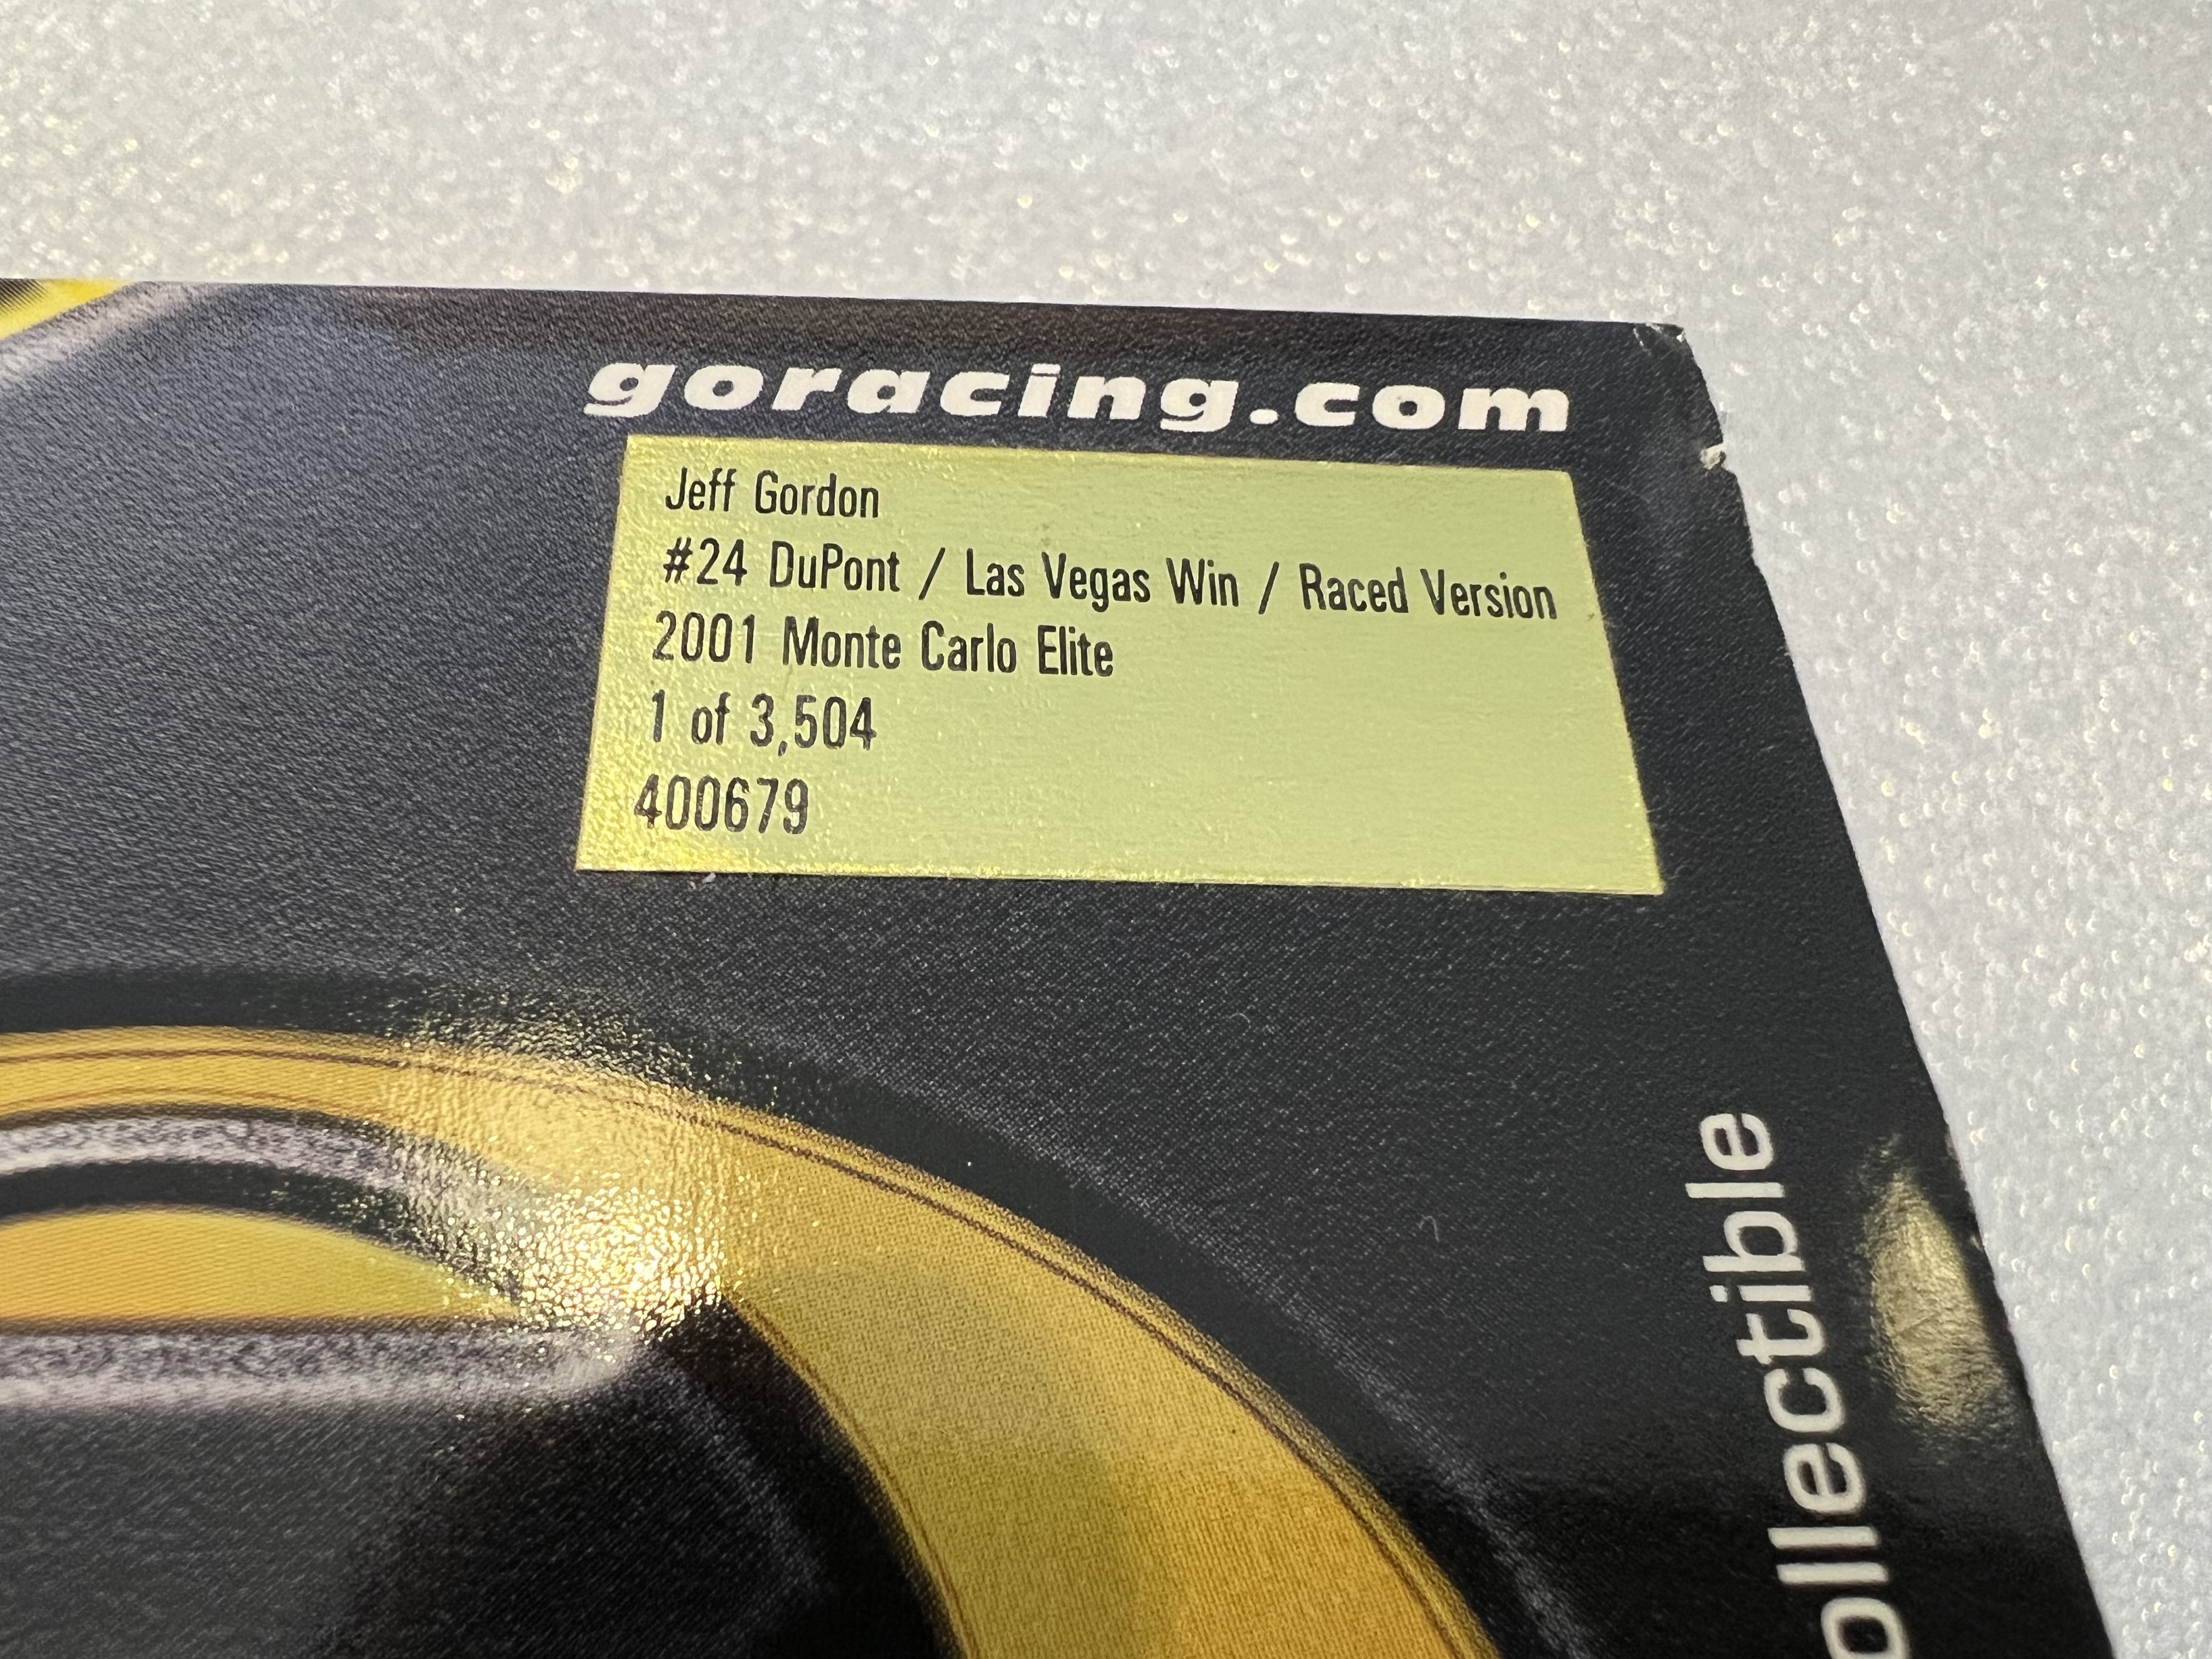 goracing.com
Jeff Gordon
#24 DuPont / Las Vegas Win / Raced Version
2001 Monte Carlo Elite
1 of 3,504
400679
ollectible